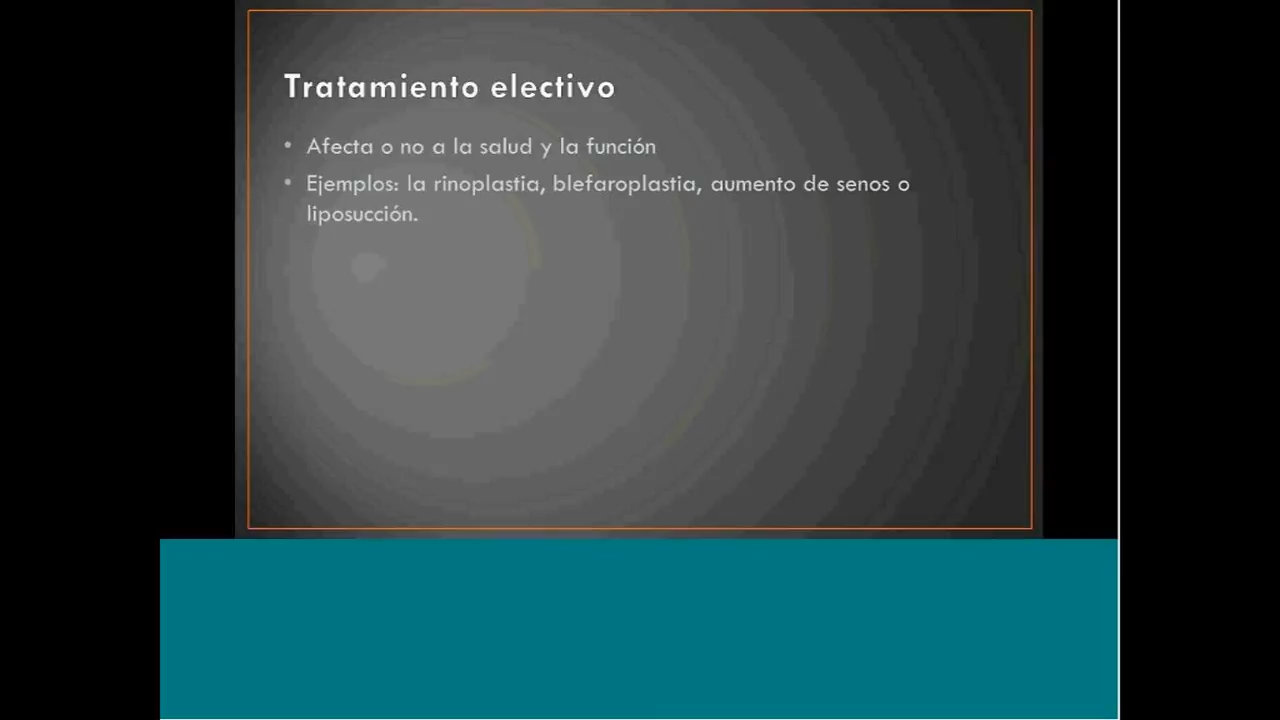 Tratamiento electivo
• Afecta o no a la salud y la función
• Ejemplos: la rinoplastia, blefaroplastia, aumento de senos o
liposucción.